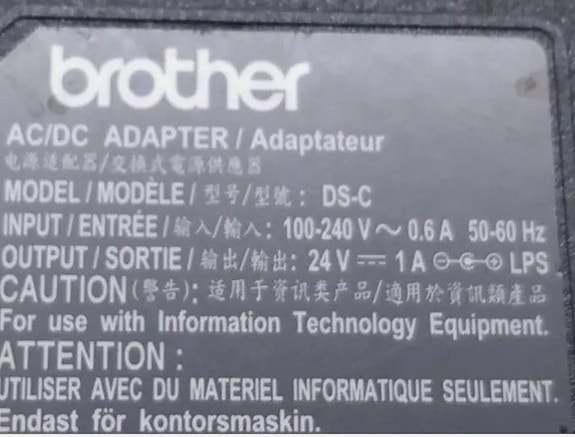 brother
AC/DC ADAPTER / Adaptateur
电源适配器/交換式電源供應器
MODEL / MODÈLE / 型号/型號 : DS-C
INPUT / ENTRÉE / 输入/輸入: 100-240 V ~ 0.6 A 50-60 Hz
OUTPUT / SORTIE / 输出/輸出: 24 V ⎓ 1 A ⊖-C-⊕ LPS
CAUTION (警告): 适用于资讯类产品/適用於資訊類產品
For use with Information Technology Equipment.
ATTENTION :
UTILISER AVEC DU MATERIEL INFORMATIQUE SEULEMENT.
Endast för kontorsmaskin.